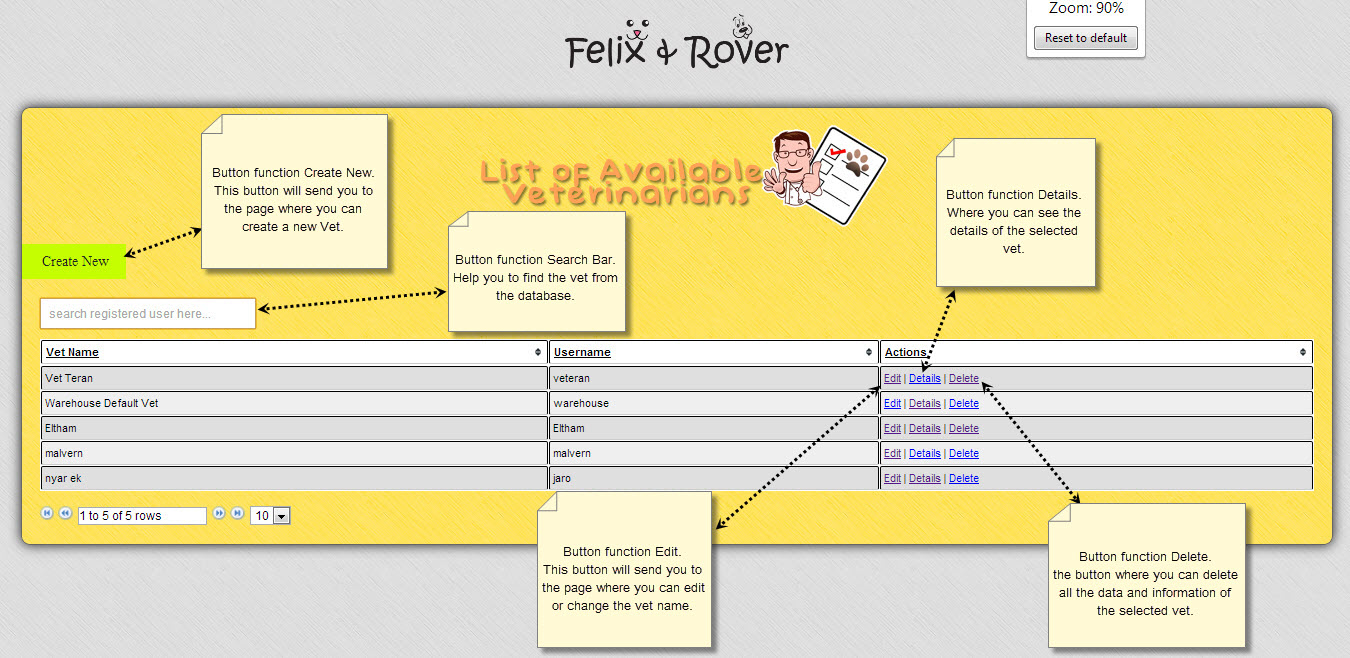 Zoom: 90%
Reset to default
Felix & Rover
Button function Create New.
This button will send you to
the page where you can
create a new Vet.
List of Available
Veterinarians
Button function Details.
Where you can see the
details of the selected
vet.
Create New
Button function Search Bar.
Help you to find the vet from
the database.
search registered user here...
Vet Name Username Actions
Vet Teran veteran Edit | Details | Delete
Warehouse Default Vet warehouse Edit | Details | Delete
Eltham Eltham Edit | Details | Delete
malvern malvern Edit | Details | Delete
nyar ek jaro Edit | Details | Delete
1 to 5 of 5 rows 10
Button function Edit.
This button will send you to
the page where you can edit
or change the vet name.
Button function Delete.
the button where you can delete
all the data and information of
the selected vet.